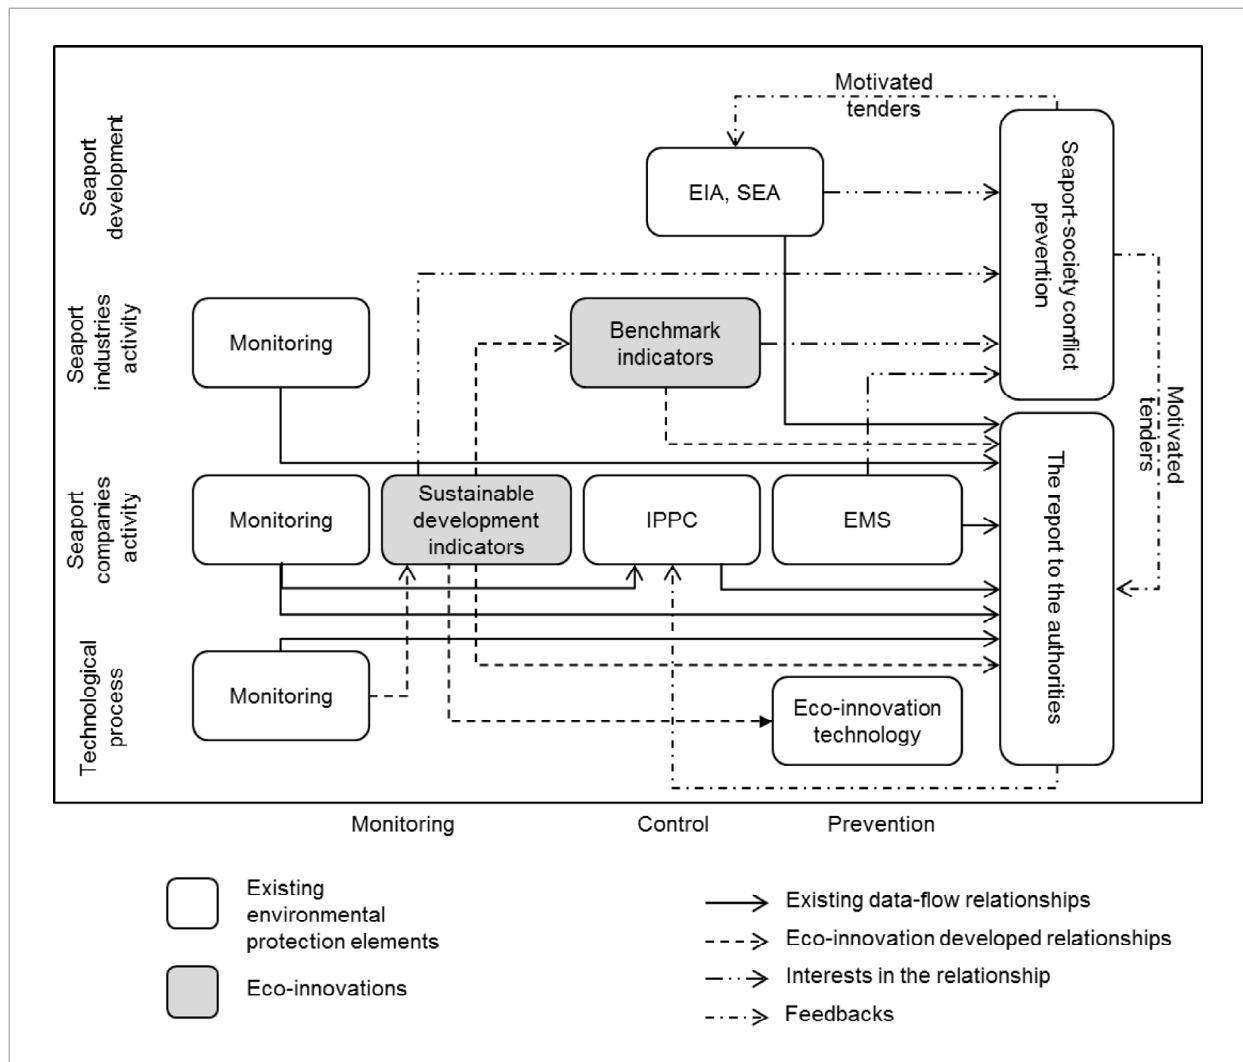 Motivated
tenders
Seaport
development
EIA, SEA
Seaport-society conflict
prevention
Seaport
industries
activity
Monitoring
Benchmark
indicators
Motivated
tenders
Seaport
companies
activity
Monitoring
Sustainable
development
indicators
IPPC
EMS
The report to the authorities
Technological
process
Monitoring
Eco-innovation
technology
Monitoring
Control
Prevention
Existing
environmental
protection elements
Eco-innovations
Existing data-flow relationships
Eco-innovation developed relationships
Interests in the relationship
Feedbacks